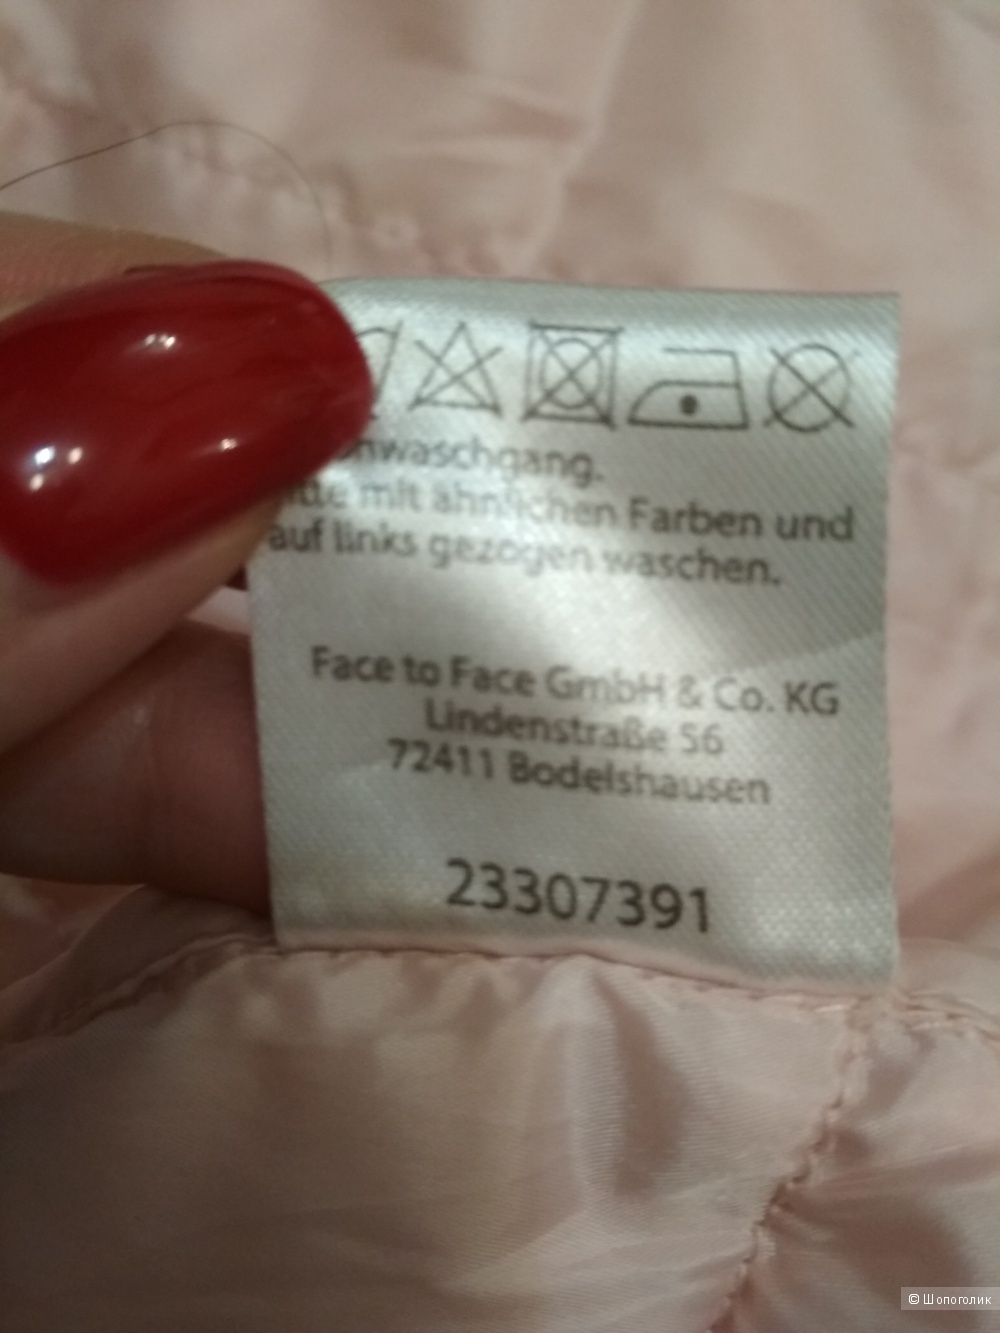 mit ähnlichen Farben und
auf links gezogen waschen.
Face to Face GmbH & Co. KG
Lindenstraße 56
72411 Bodelshausen
23307391
© Шопоголик